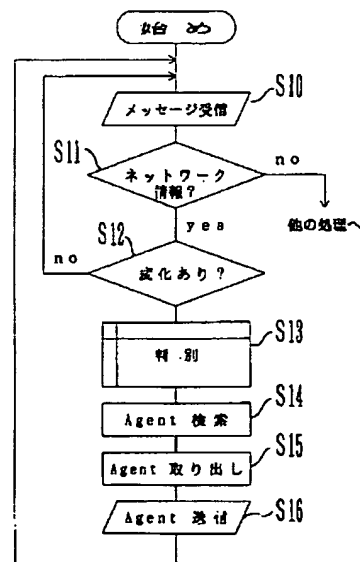 始め
S10
メッセージ受信
S11
ネットワーク
情報？
no
yes
他の処理へ
S12
no
変化あり？
S13
判別
S14
Agent 検索
S15
Agent 取り出し
S16
Agent 送信